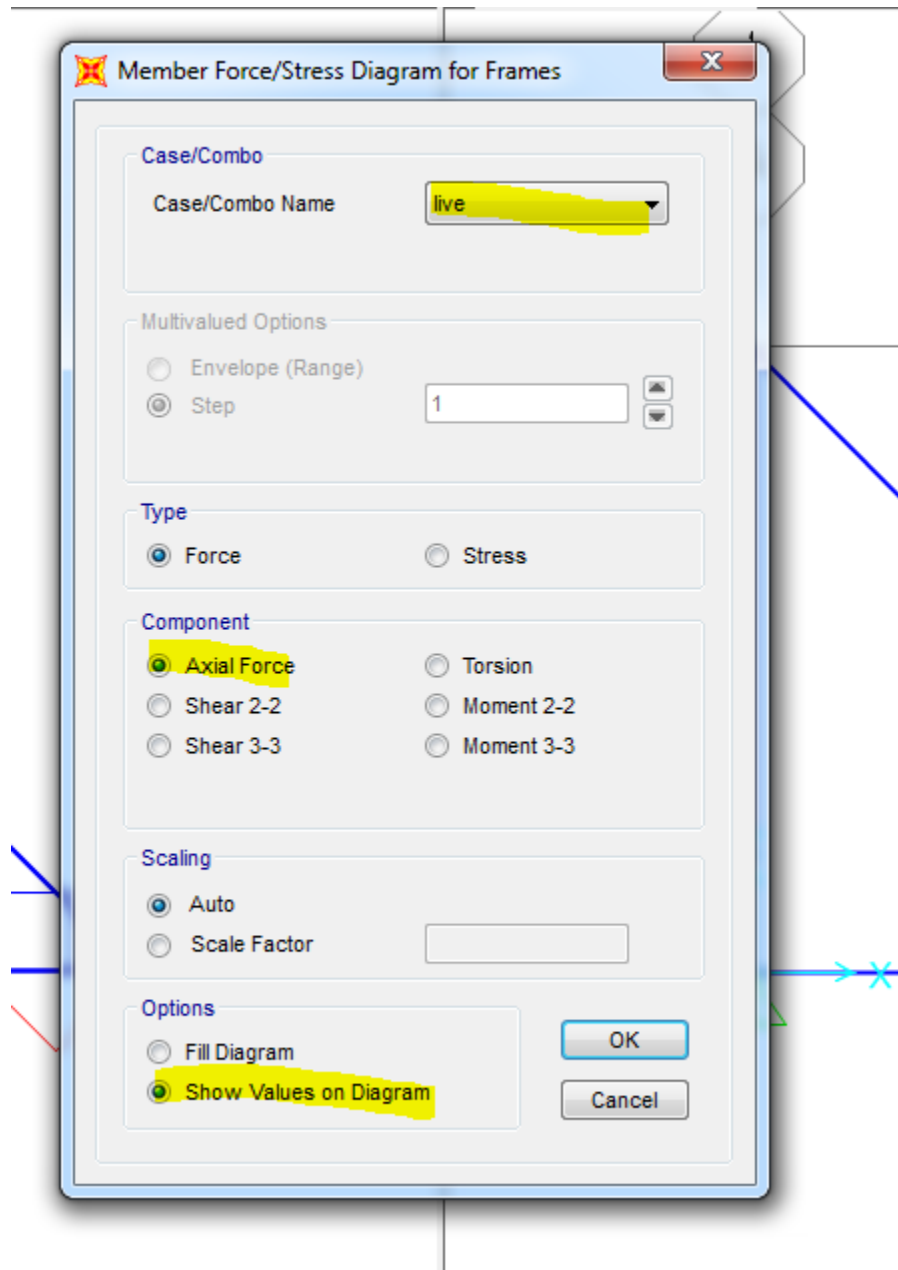 Member Force/Stress Diagram for Frames
Case/Combo
Case/Combo Name
live
Multivalued Options
Envelope (Range)
Step
1
Type
Force
Stress
Component
Axial Force
Torsion
Shear 2-2
Moment 2-2
Shear 3-3
Moment 3-3
Scaling
Auto
Scale Factor
Options
Fill Diagram
Show Values on Diagram
OK
Cancel
X